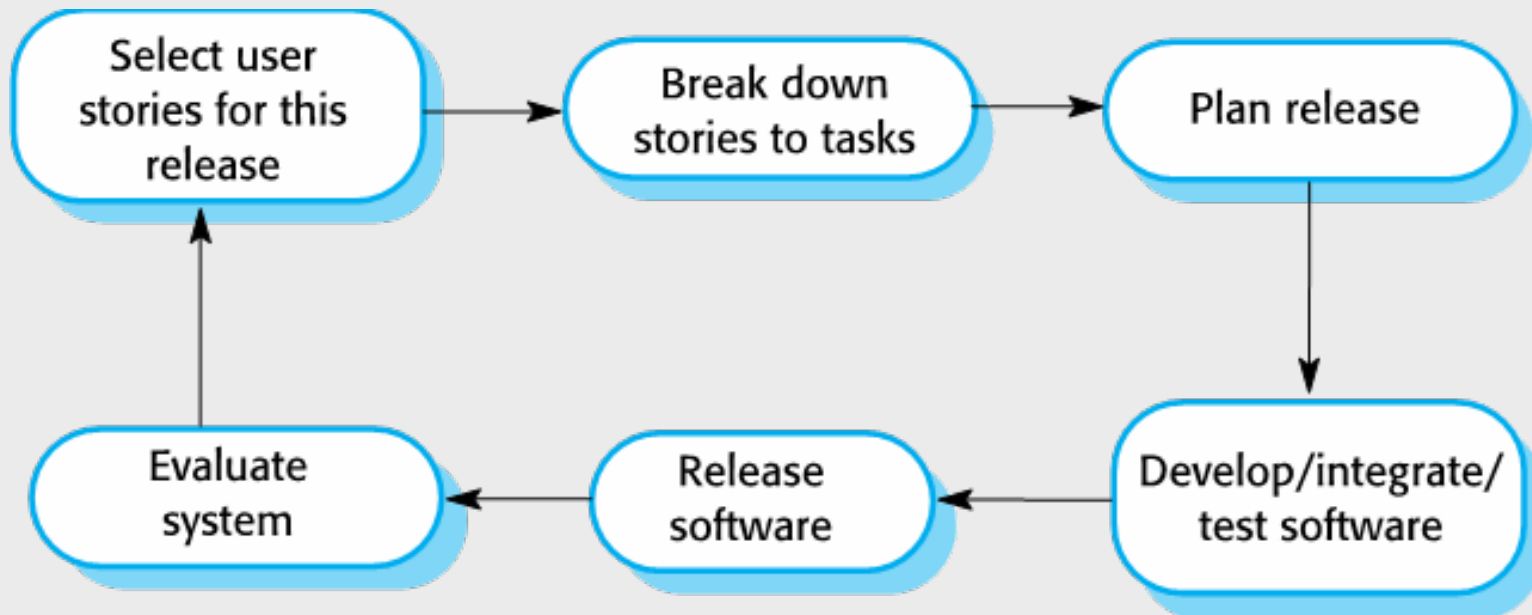 Select user
stories for this
release
Break down
stories to tasks
Plan release
Evaluate
system
Release
software
Develop/integrate/
test software